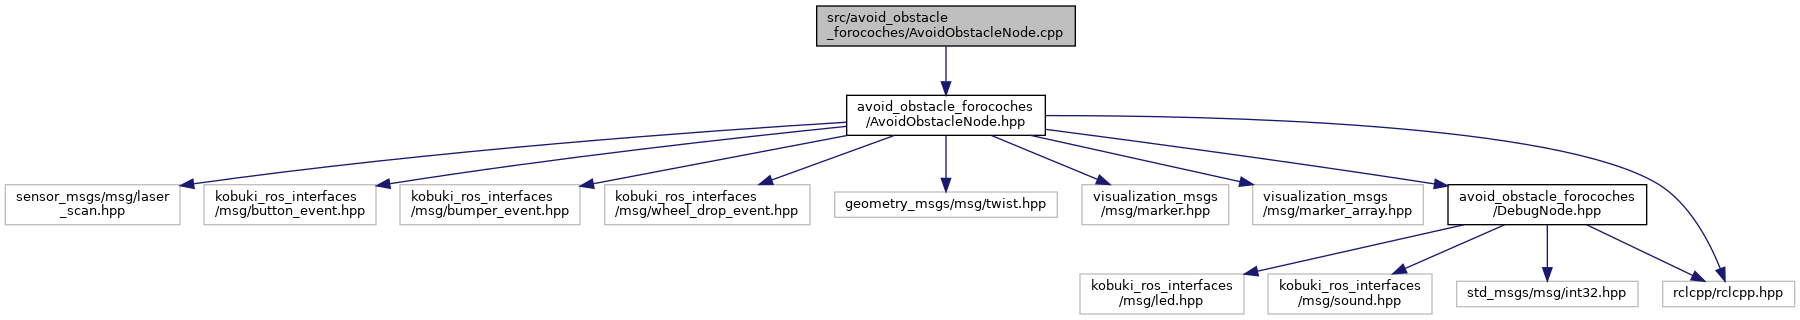 src/avoid_obstacle
_forocoches/AvoidObstacleNode.cpp
avoid_obstacle_forocoches
/AvoidObstacleNode.hpp
sensor_msgs/msg/laser
_scan.hpp
kobuki_ros_interfaces
/msg/button_event.hpp
kobuki_ros_interfaces
/msg/bumper_event.hpp
kobuki_ros_interfaces
/msg/wheel_drop_event.hpp
geometry_msgs/msg/twist.hpp
visualization_msgs
/msg/marker.hpp
visualization_msgs
/msg/marker_array.hpp
avoid_obstacle_forocoches
/DebugNode.hpp
kobuki_ros_interfaces
/msg/led.hpp
kobuki_ros_interfaces
/msg/sound.hpp
std_msgs/msg/int32.hpp
rclcpp/rclcpp.hpp